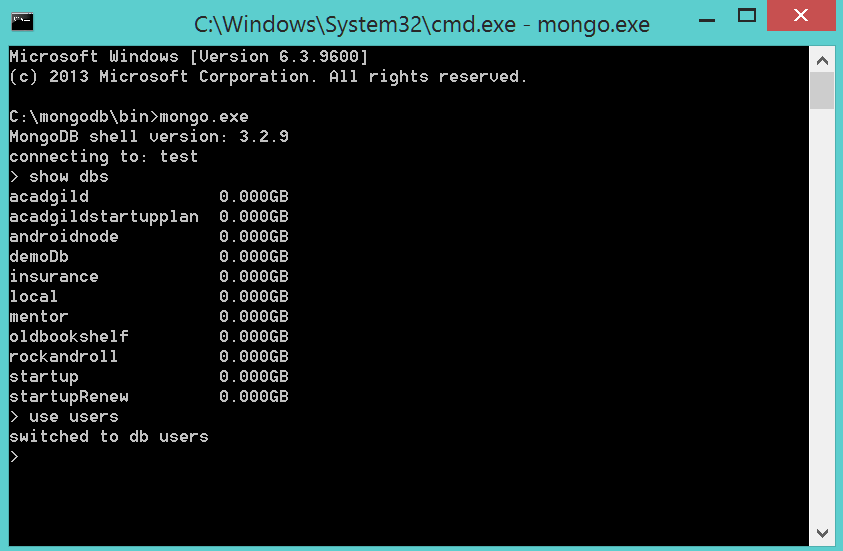 C:\Windows\System32\cmd.exe - mongo.exe
Microsoft Windows [Version 6.3.9600]
(c) 2013 Microsoft Corporation. All rights reserved.
C:\mongodb\bin>mongo.exe
MongoDB shell version: 3.2.9
connecting to: test
> show dbs
acadgild 0.000GB
acadgildstartupplan 0.000GB
androidnode 0.000GB
demoDb 0.000GB
insurance 0.000GB
local 0.000GB
mentor 0.000GB
oldbookshelf 0.000GB
rockandroll 0.000GB
startup 0.000GB
startupRenew 0.000GB
> use users
switched to db users
>